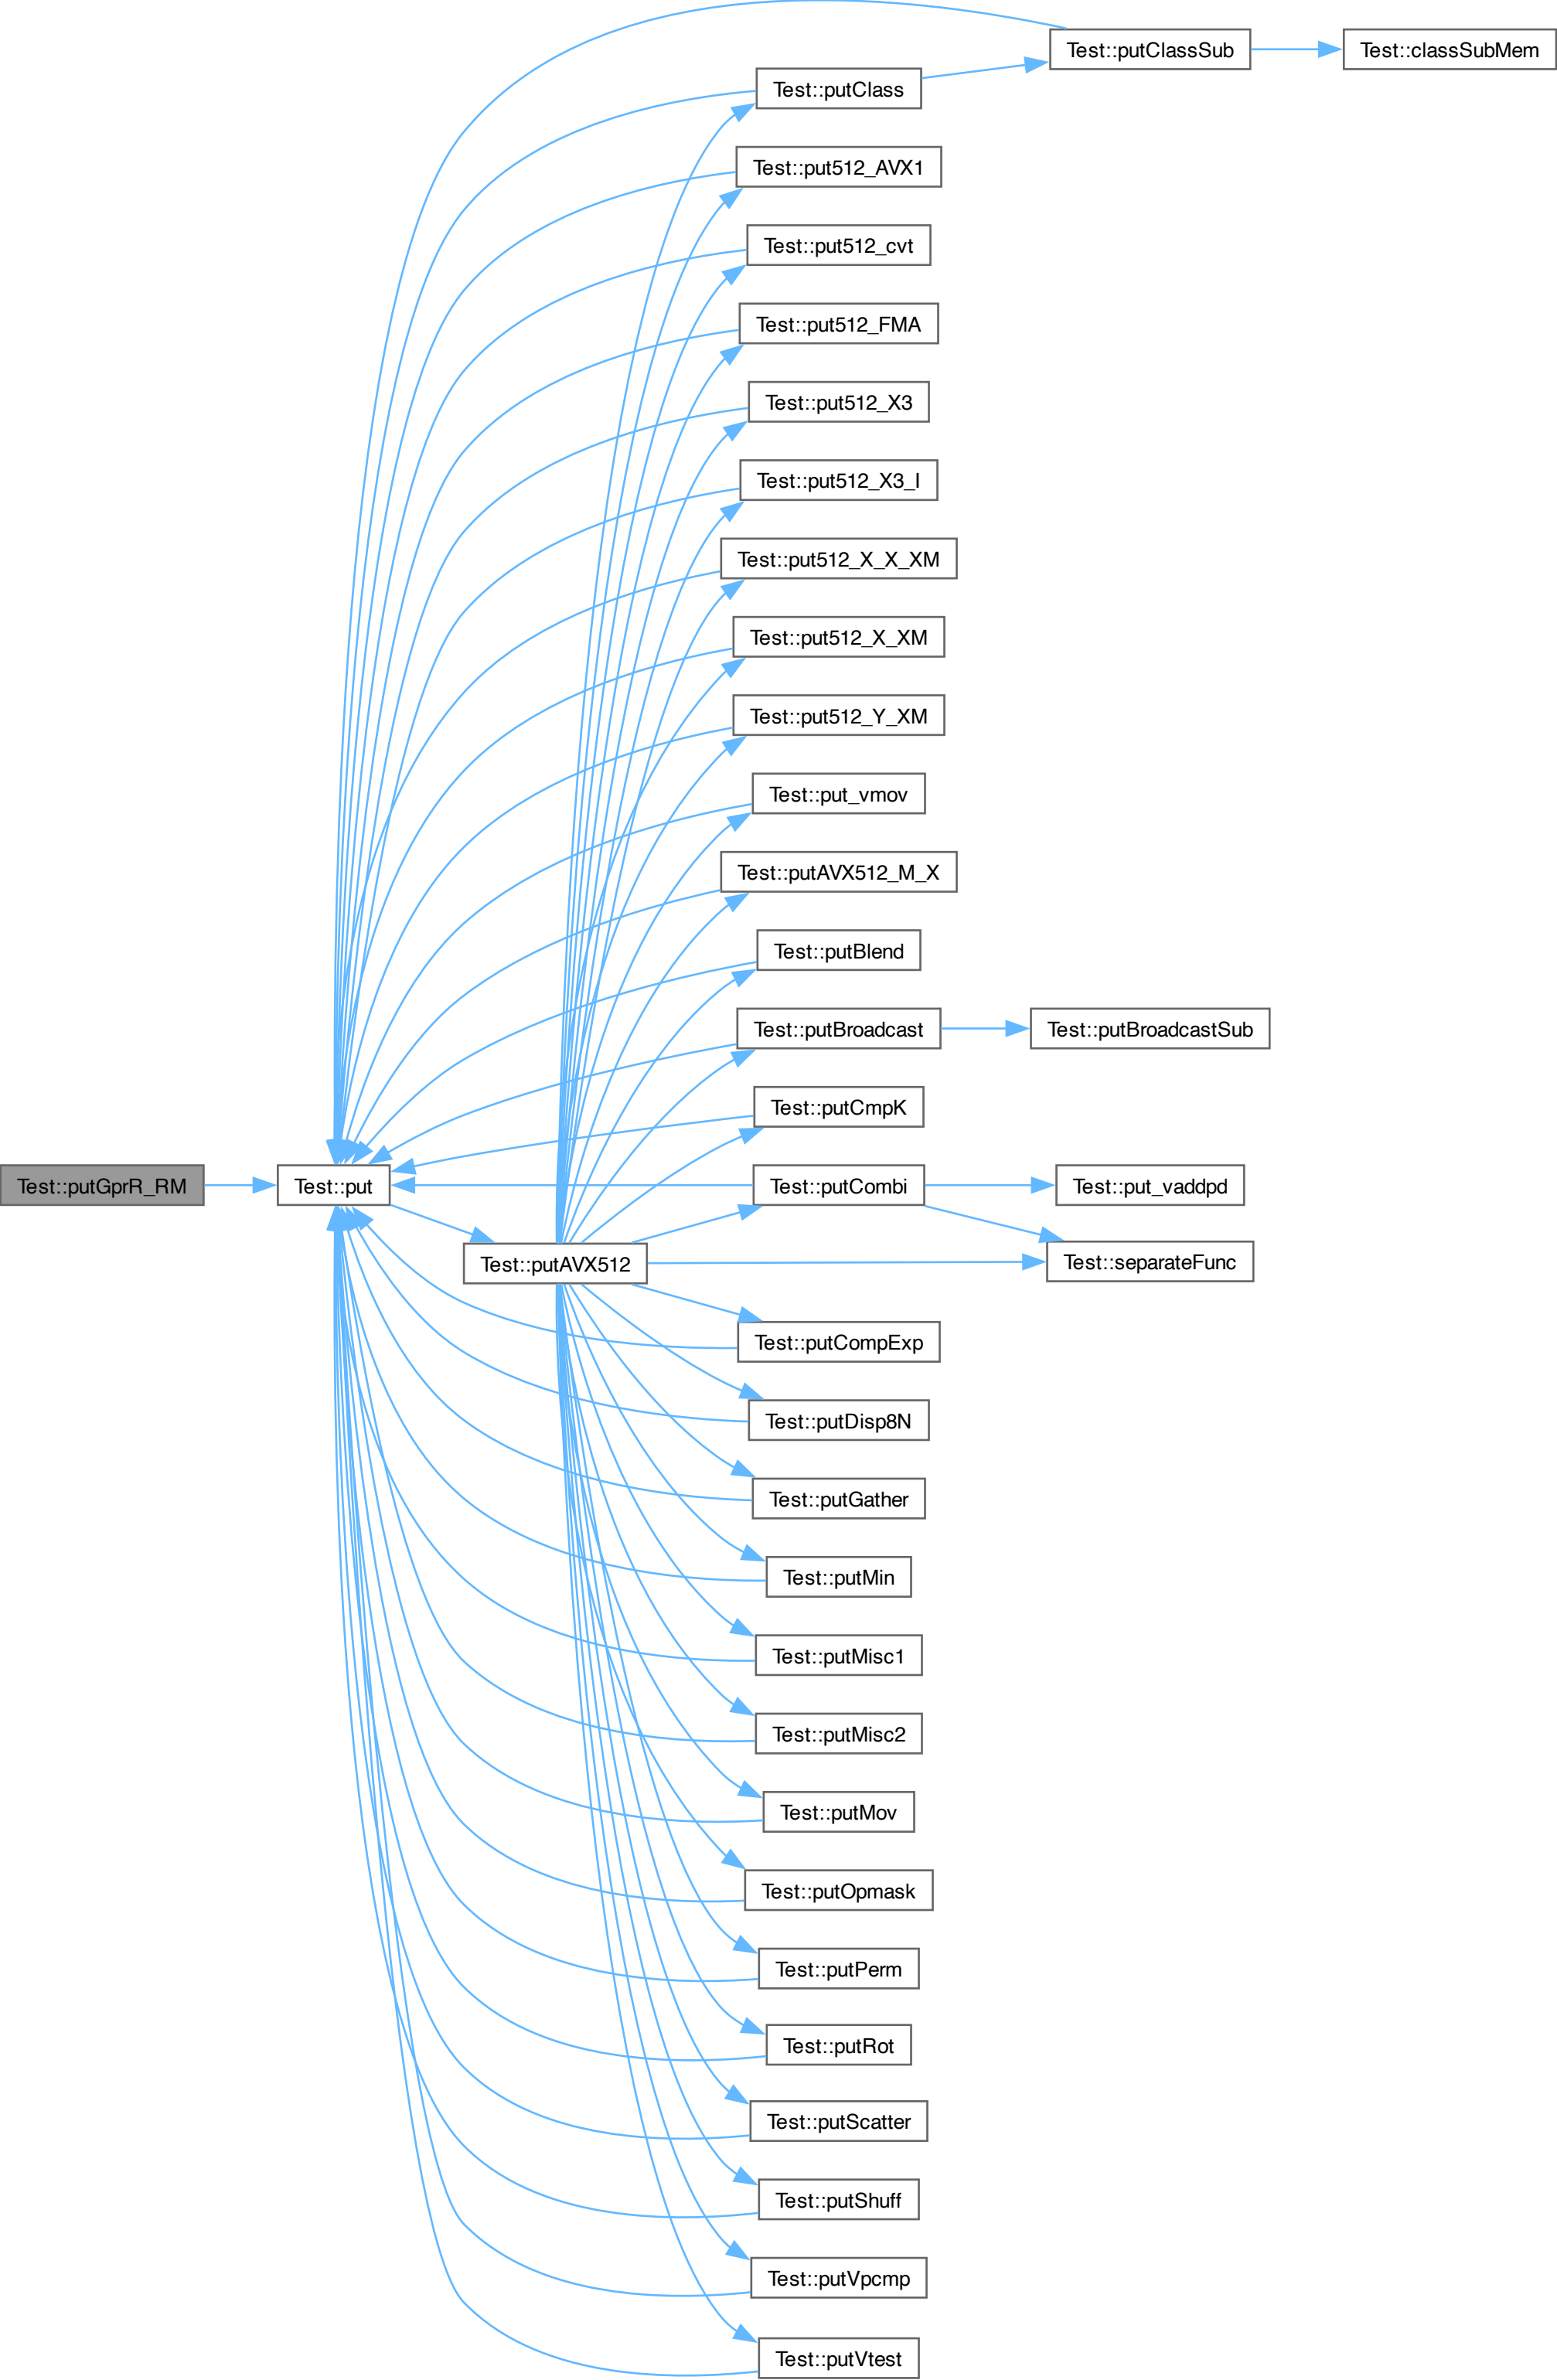 Test::putClassSub
Test::classSubMem
Test::putClass
Test::put512_AVX1
Test::put512_cvt
Test::put512_FMA
Test::put512_X3
Test::put512_X3_I
Test::put512_X_X_XM
Test::put512_X_XM
Test::put512_Y_XM
Test::put_vmov
Test::putAVX512_M_X
Test::putBlend
Test::putBroadcast
Test::putBroadcastSub
Test::putCmpK
Test::putGprR_RM
Test::put
Test::putCombi
Test::put_vaddpd
Test::putAVX512
Test::separateFunc
Test::putCompExp
Test::putDisp8N
Test::putGather
Test::putMin
Test::putMisc1
Test::putMisc2
Test::putMov
Test::putOpmask
Test::putPerm
Test::putRot
Test::putScatter
Test::putShuff
Test::putVpcmp
Test::putVtest